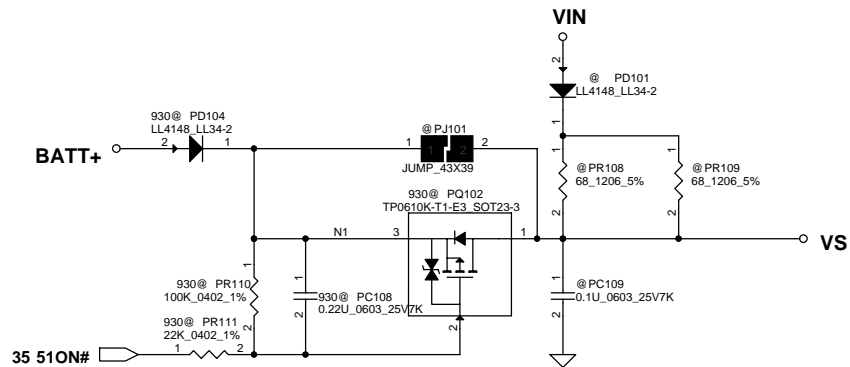 VIN
2
@ PD101
LL4148_LL34-2
1
930@ PD104
LL4148_LL34-2
BATT+
2
1
@PJ101
1
1
2
2
JUMP_43X39
1
@PR108
68_1206_5%
2
1
@PR109
68_1206_5%
2
930@ PQ102
TP0610K-T1-E3_SOT23-3
N1
3
1
VS
2
1
930@ PR110
100K_0402_1%
2
1
930@ PC108
0.22U_0603_25V7K
2
1
@PC109
0.1U_0603_25V7K
2
930@ PR111
22K_0402_1%
35 51ON#
1
2